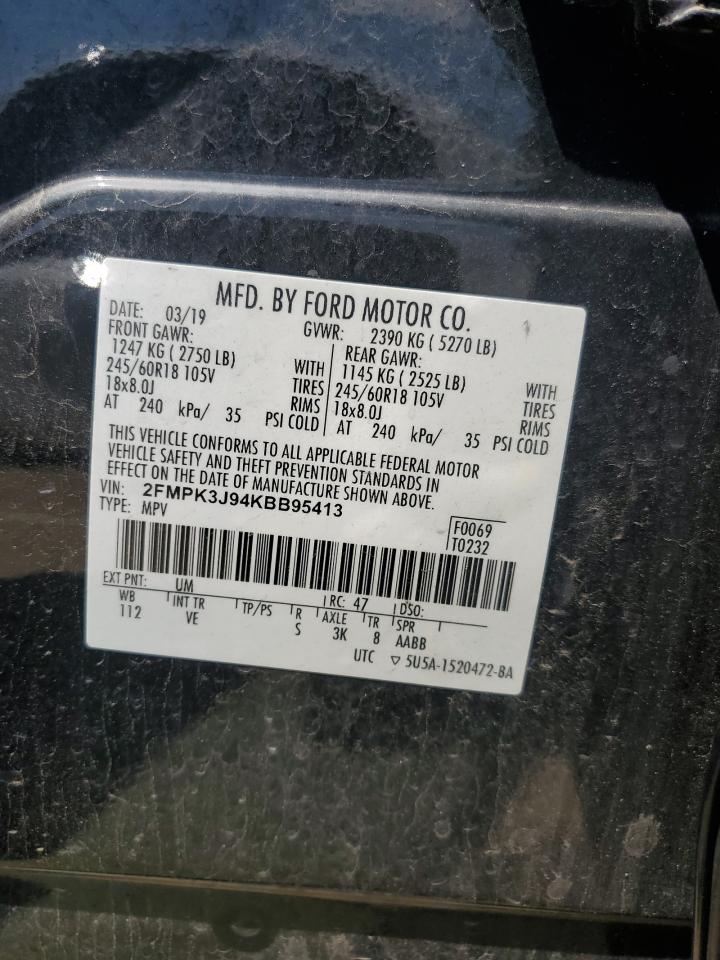 MFD. BY FORD MOTOR CO.
DATE: 03/19 GVWR: 2390 KG ( 5270 LB)
FRONT GAWR: REAR GAWR:
1247 KG ( 2750 LB) WITH 1145 KG ( 2525 LB) WITH
245/60R18 105V TIRES 245/60R18 105V TIRES
18x8.0J RIMS 18x8.0J RIMS
AT 240 kPa/ 35 PSI COLD AT 240 kPa/ 35 PSI COLD
THIS VEHICLE CONFORMS TO ALL APPLICABLE FEDERAL MOTOR
VEHICLE SAFETY AND THEFT PREVENTION STANDARDS IN
EFFECT ON THE DATE OF MANUFACTURE SHOWN ABOVE.
VIN: 2FMPK3J94KBB95413
TYPE: MPV
F0069
T0232
EXT PNT: UM RC: 47 DSO:
WB INT TR TP/PS R AXLE TR SPR
112 VE S 3K 8 AABB
UTC ▽ 5U5A-1520472-BA